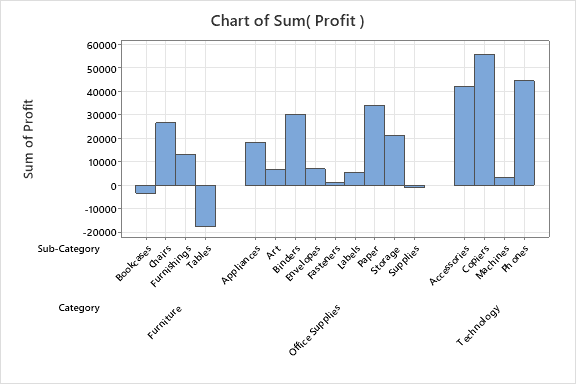 Chart of Sum( Profit )
Sum of Profit
60000
50000
40000
30000
20000
10000
0
-10000
-20000
Sub-Category
Bookcases
Chairs
Furnishings
Tables
Appliances
Art
Binders
Envelopes
Fasteners
Labels
Paper
Storage
Supplies
Accessories
Copiers
Machines
Phones
Category
Furniture
Office Supplies
Technology